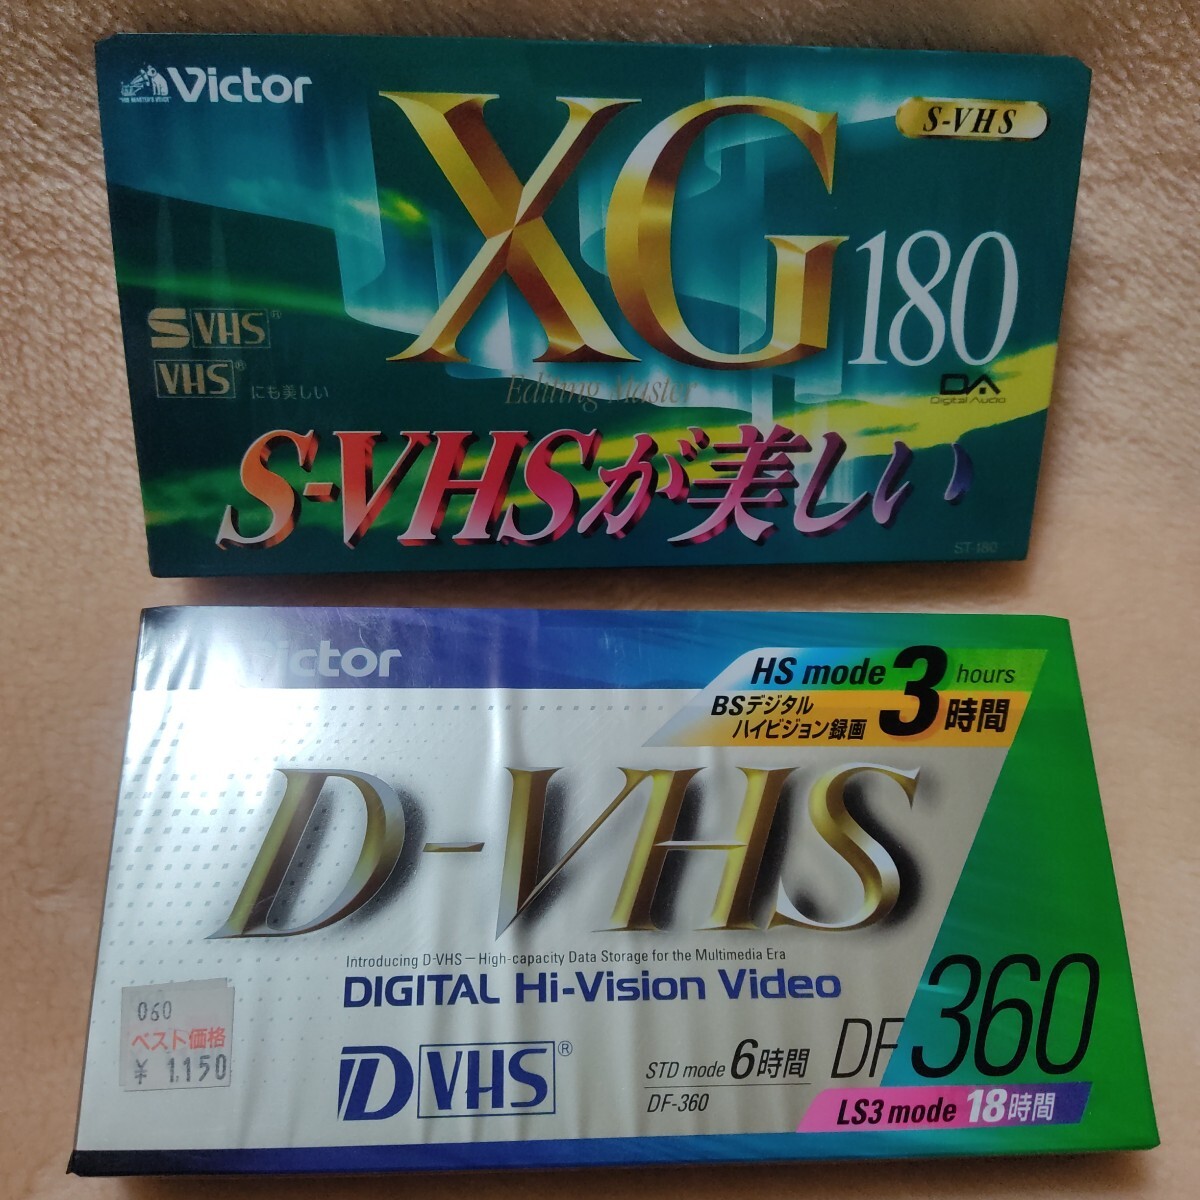 Victor
"HIS MASTER'S VOICE"
XG
S-VHS
180
S VHS®
VHS® にも美しい
Editing Master
DA
Digital Audio
S-VHSが美しい
ST-180
Victor
HS mode 3 hours
BSデジタル
ハイビジョン録画
時間
D-VHS
Introducing D-VHS — High-capacity Data Storage for the Multimedia Era
DIGITAL Hi-Vision Video
060
ベスト価格
¥ 1,150
D VHS®
STD mode 6時間
DF-360
DF 360
LS3 mode 18時間